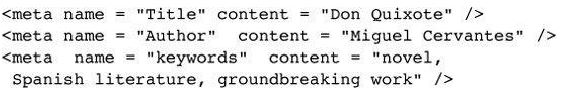 <meta name = "Title" content = "Don Quixote" />
<meta name = "Author" content = "Miguel Cervantes" />
<meta name = "keywords" content = "novel,
Spanish literature, groundbreaking work" />